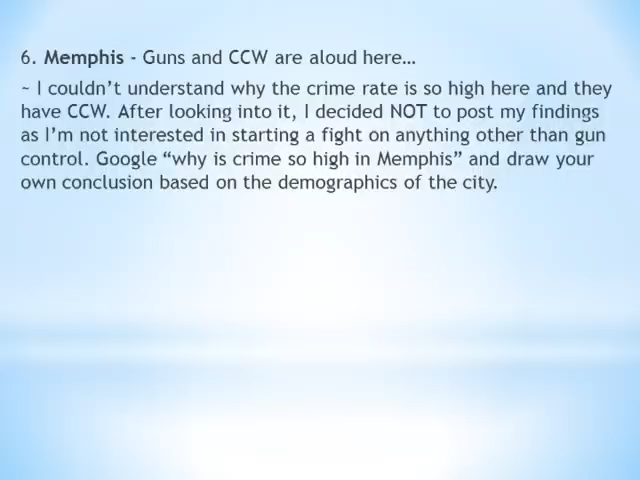 6. Memphis - Guns and CCW are aloud here…
~ I couldn’t understand why the crime rate is so high here and they
have CCW. After looking into it, I decided NOT to post my findings
as I’m not interested in starting a fight on anything other than gun
control. Google “why is crime so high in Memphis” and draw your
own conclusion based on the demographics of the city.